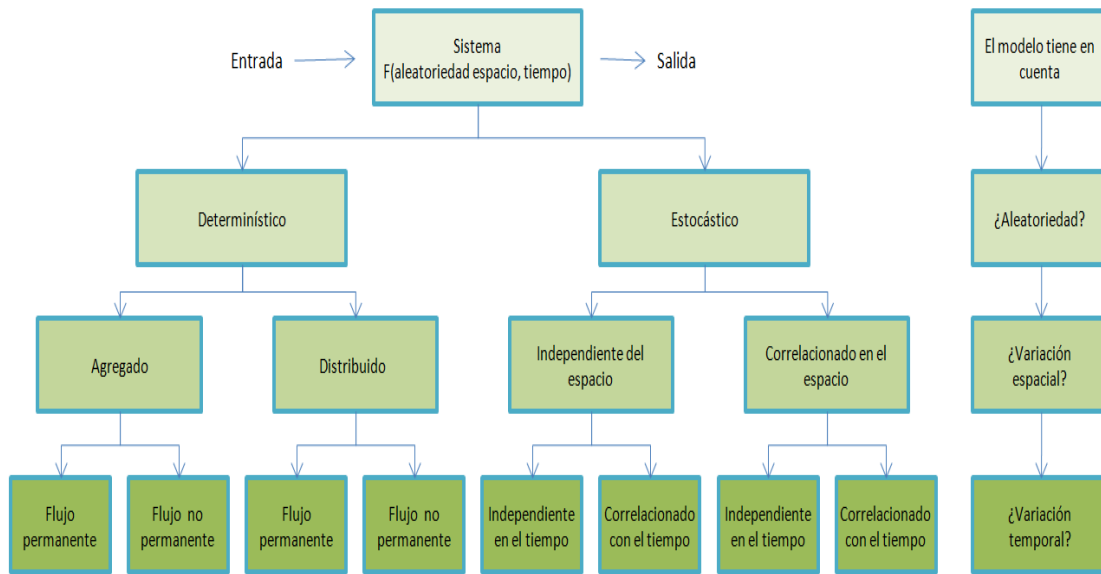 Sistema
Entrada
F(aleatoriedad espacio, tiempo)
Salida
El modelo tiene en
cuenta
Determinístico
Estocástico
¿Aleatoriedad?
Agregado
Distribuido
Independiente del
espacio
Correlacionado en el
espacio
¿Variación
espacial?
Flujo
permanente
Flujo no
permanente
Flujo
permanente
Flujo no
permanente
Independiente
en el tiempo
Correlacionado
con el tiempo
Independiente
en el tiempo
Correlacionado
con el tiempo
¿Variación
temporal?